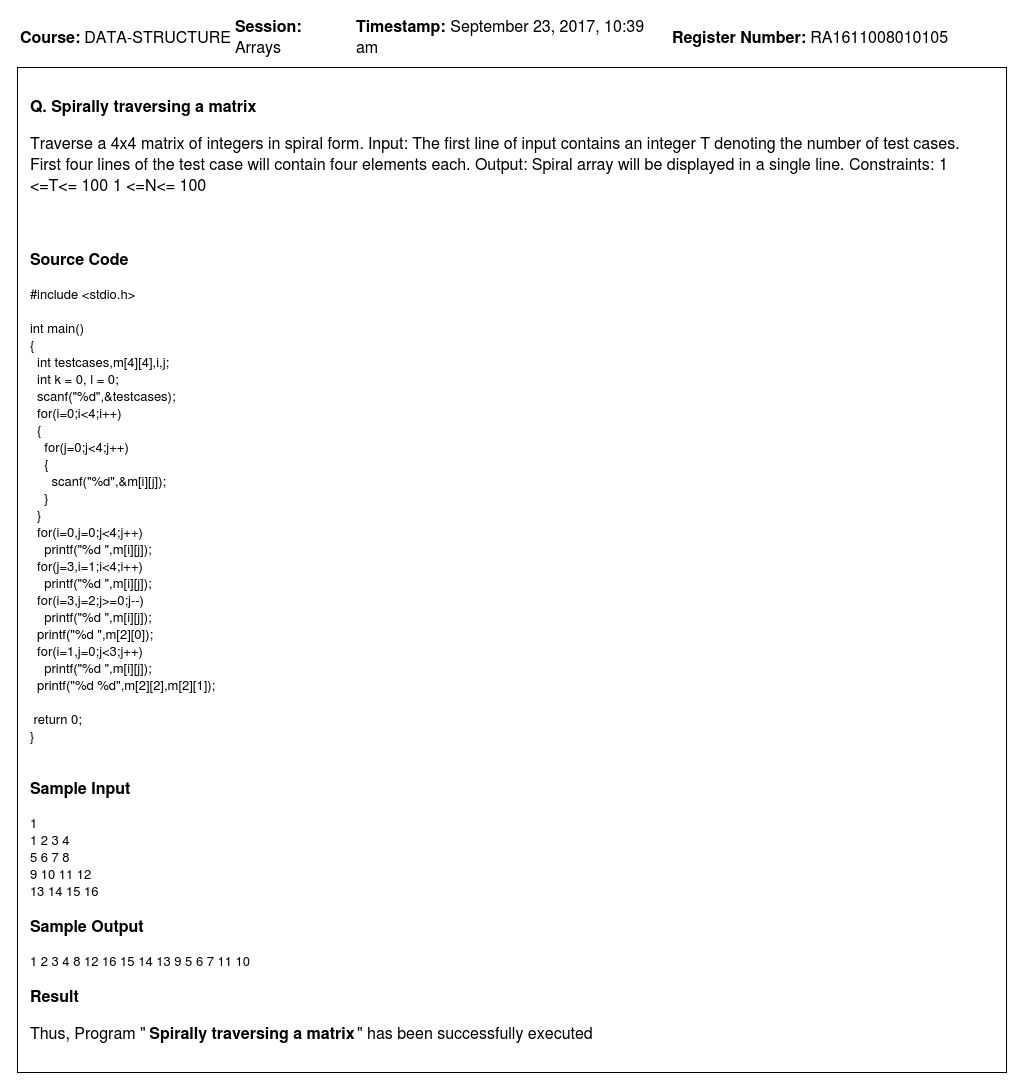 Course: DATA-STRUCTURE Session: Arrays Timestamp: September 23, 2017, 10:39 am Register Number: RA1611008010105
Q. Spirally traversing a matrix
Traverse a 4x4 matrix of integers in spiral form. Input: The first line of input contains an integer T denoting the number of test cases.
First four lines of the test case will contain four elements each. Output: Spiral array will be displayed in a single line. Constraints: 1
<=T<= 100 1 <=N<= 100
Source Code
#include <stdio.h>
int main()
{
int testcases,m[4][4],i,j;
int k = 0, l = 0;
scanf("%d",&testcases);
for(i=0;i<4;i++)
{
for(j=0;j<4;j++)
{
scanf("%d",&m[i][j]);
}
}
for(i=0,j=0;j<4;j++)
printf("%d ",m[i][j]);
for(j=3,i=1;i<4;i++)
printf("%d ",m[i][j]);
for(i=3,j=2;j>=0;j--)
printf("%d ",m[i][j]);
printf("%d ",m[2][0]);
for(i=1,j=0;j<3;j++)
printf("%d ",m[i][j]);
printf("%d %d",m[2][2],m[2][1]);
return 0;
}
Sample Input
1
1 2 3 4
5 6 7 8
9 10 11 12
13 14 15 16
Sample Output
1 2 3 4 8 12 16 15 14 13 9 5 6 7 11 10
Result
Thus, Program " Spirally traversing a matrix " has been successfully executed